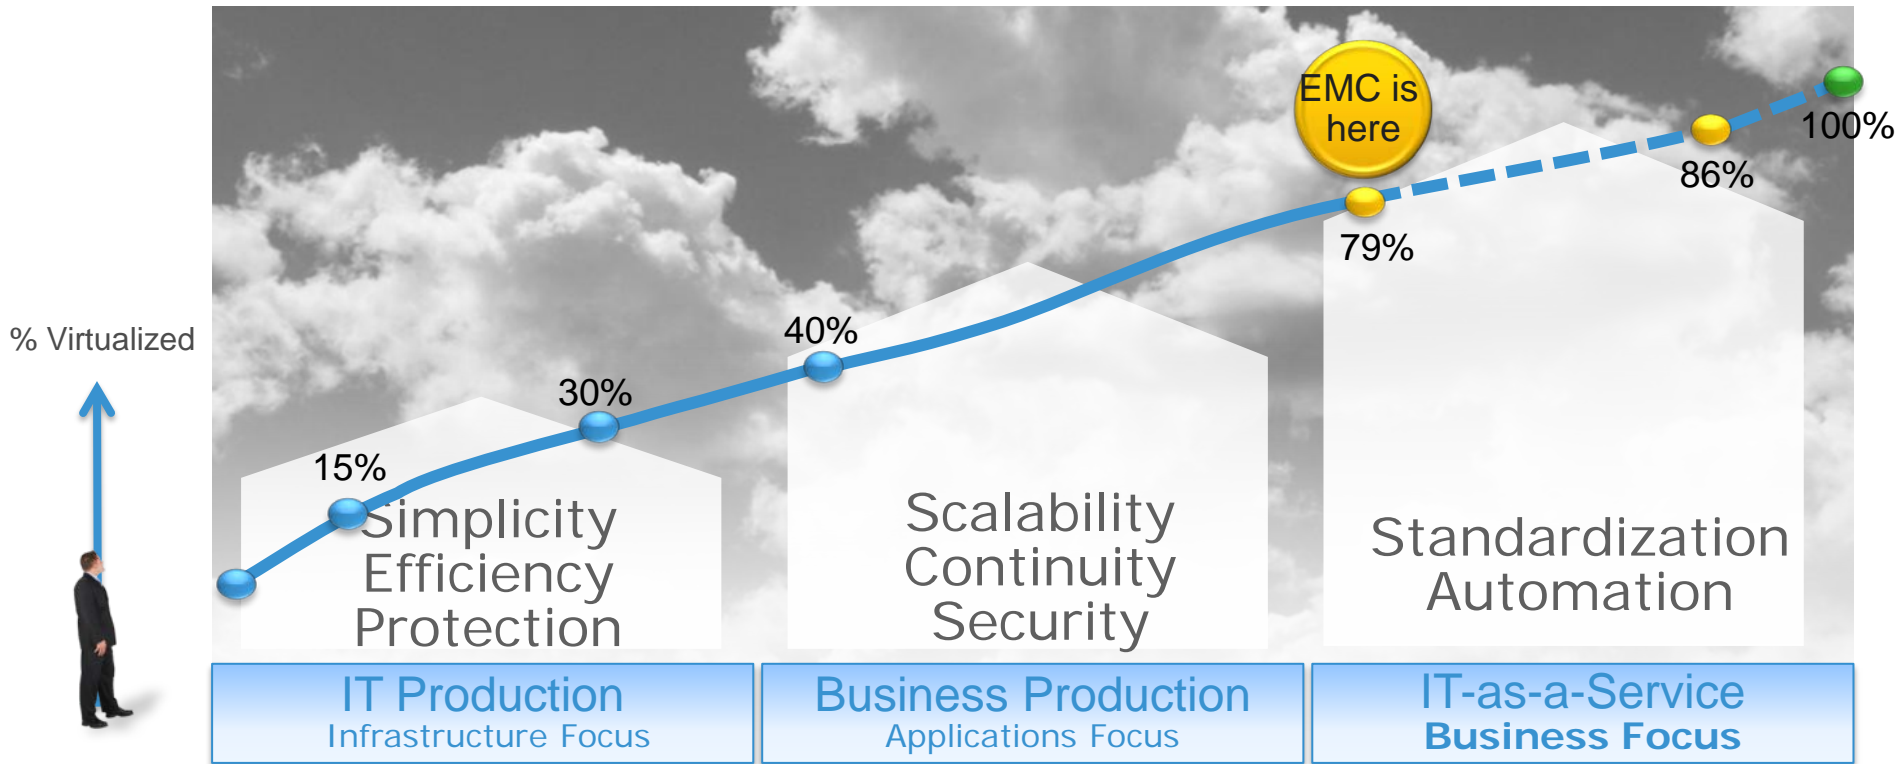 EMC is
here
100%
86%
79%
40%
% Virtualized
30%
15%
Simplicity
Efficiency
Protection
Scalability
Continuity
Security
Standardization
Automation
IT Production
Infrastructure Focus
Business Production
Applications Focus
IT-as-a-Service
Business Focus